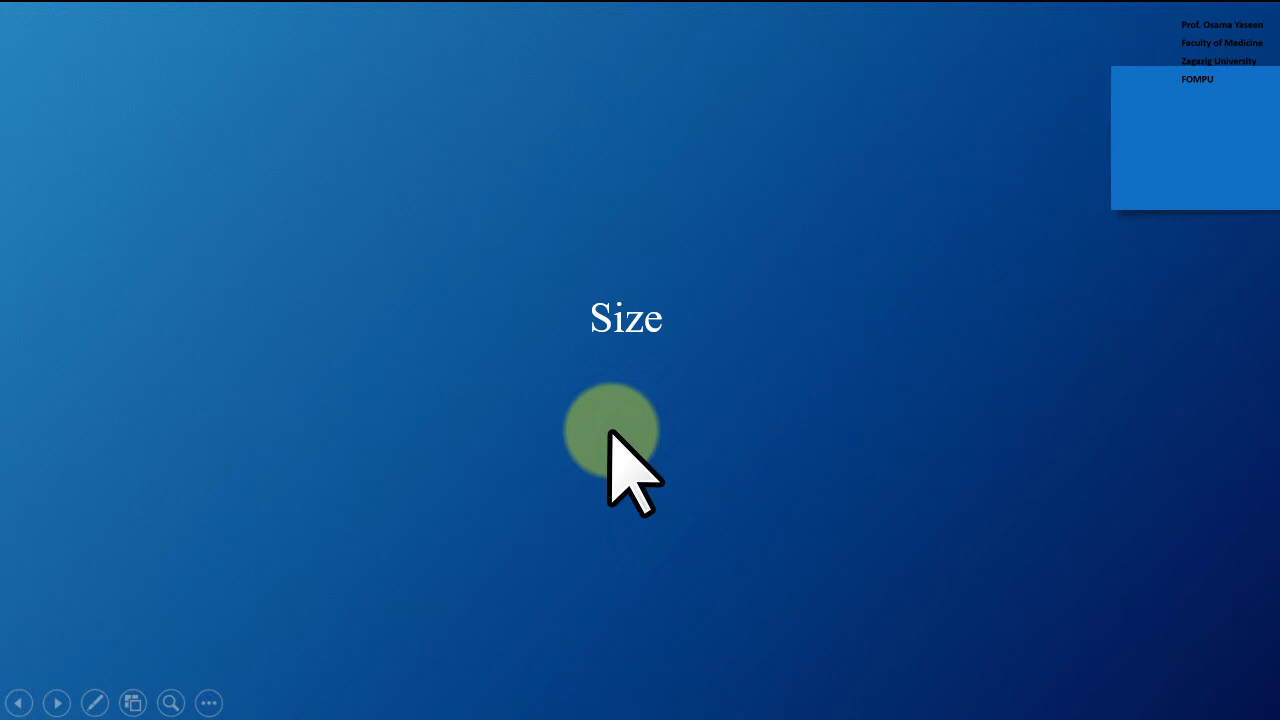 Prof. Osama Yaseen
Faculty of Medicine
Zagazig University
FOMPU
Size